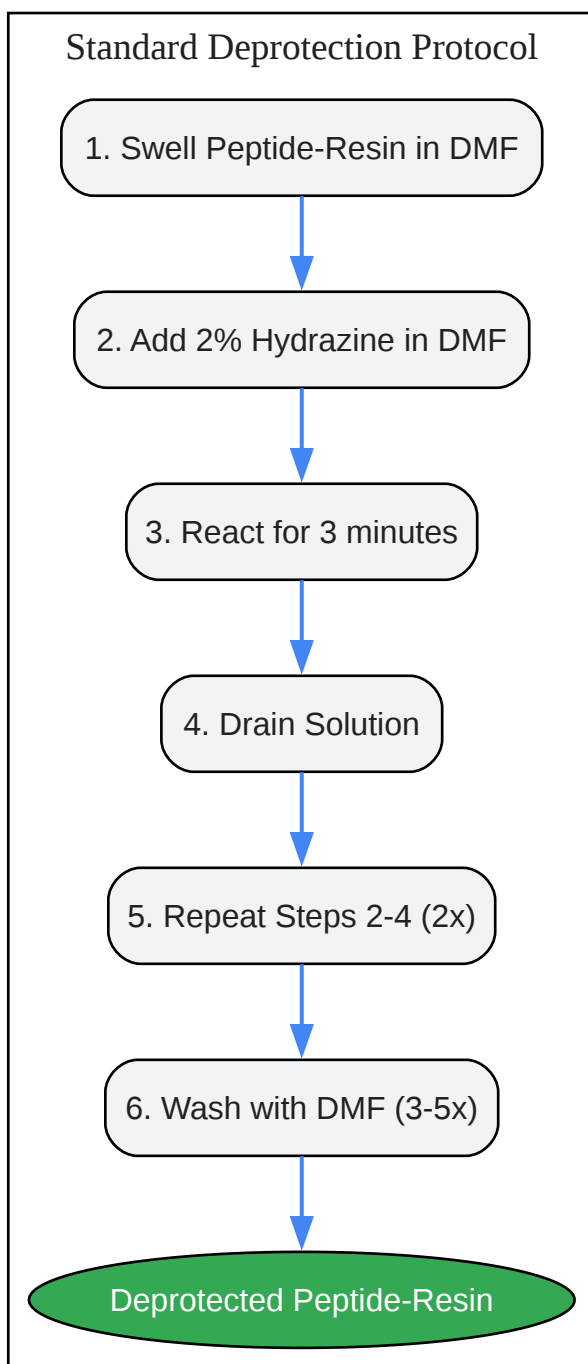 Standard Deprotection Protocol
1. Swell Peptide-Resin in DMF
2. Add 2% Hydrazine in DMF
3. React for 3 minutes
4. Drain Solution
5. Repeat Steps 2-4 (2x)
6. Wash with DMF (3-5x)
Deprotected Peptide-Resin